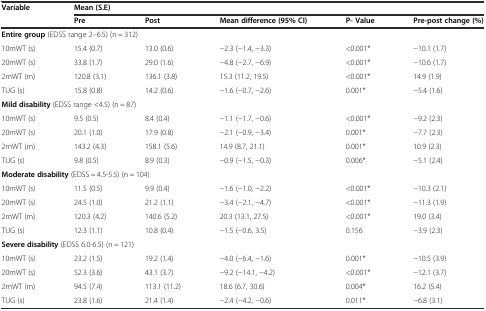 Variable Mean (S.E)
Pre Post Mean difference (95% CI) P- Value Pre-post change (%)
Entire group (EDSS range 2–6.5) (n = 312)
10mWT (s) 15.4 (0.7) 13.0 (0.6) −2.3 (−1.4, −3.3) <0.001* −10.1 (1.7)
20mWT (s) 33.8 (1.7) 29.0 (1.6) −4.8 (−2.7, −6.9) <0.001* −10.6 (1.7)
2mWT (m) 120.8 (3.1) 136.1 (3.8) 15.3 (11.2, 19.5) <0.001* 14.9 (1.9)
TUG (s) 15.8 (0.8) 14.2 (0.6) −1.6 (−0.7, −2.6) 0.001* −5.4 (1.6)
Mild disability (EDSS range <4.5) (n = 87)
10mWT (s) 9.5 (0.5) 8.4 (0.4) −1.1 (−1.7, −0.6) <0.001* −9.2 (2.3)
20mWT (s) 20.1 (1.0) 17.9 (0.8) −2.1 (−0.9, −3.4) 0.001* −7.7 (2.3)
2mWT (m) 143.2 (4.3) 158.1 (5.6) 14.9 (8.7, 21.1) 0.001* 10.9 (2.3)
TUG (s) 9.8 (0.5) 8.9 (0.3) −0.9 (−1.5, −0.3) 0.006* −5.1 (2.4)
Moderate disability (EDSS = 4.5-5.5) (n = 104)
10mWT (s) 11.5 (0.5) 9.9 (0.4) −1.6 (−1.0, −2.2) <0.001* −10.3 (2.1)
20mWT (s) 24.5 (1.0) 21.2 (1.1) −3.4 (−2.1, −4.7) <0.001* −11.3 (1.9)
2mWT (m) 120.3 (4.2) 140.6 (5.2) 20.3 (13.1, 27.5) <0.001* 19.0 (3.4)
TUG (s) 12.3 (1.1) 10.8 (0.4) −1.5 (−0.6, 3.5) 0.156 −3.9 (2.3)
Severe disability (EDSS 6.0-6.5) (n = 121)
10mWT (s) 23.2 (1.5) 19.2 (1.4) −4.0 (−6.4, −1.6) 0.001* −10.5 (3.9)
20mWT (s) 52.3 (3.6) 43.1 (3.7) −9.2 (−14.1, −4.2) <0.001* −12.1 (3.7)
2mWT (m) 94.5 (7.4) 113.1 (11.2) 18.6 (6.7, 30.6) 0.004* 16.2 (5.4)
TUG (s) 23.8 (1.6) 21.4 (1.4) −2.4 (−4.2, −0.6) 0.011* −6.8 (3.1)